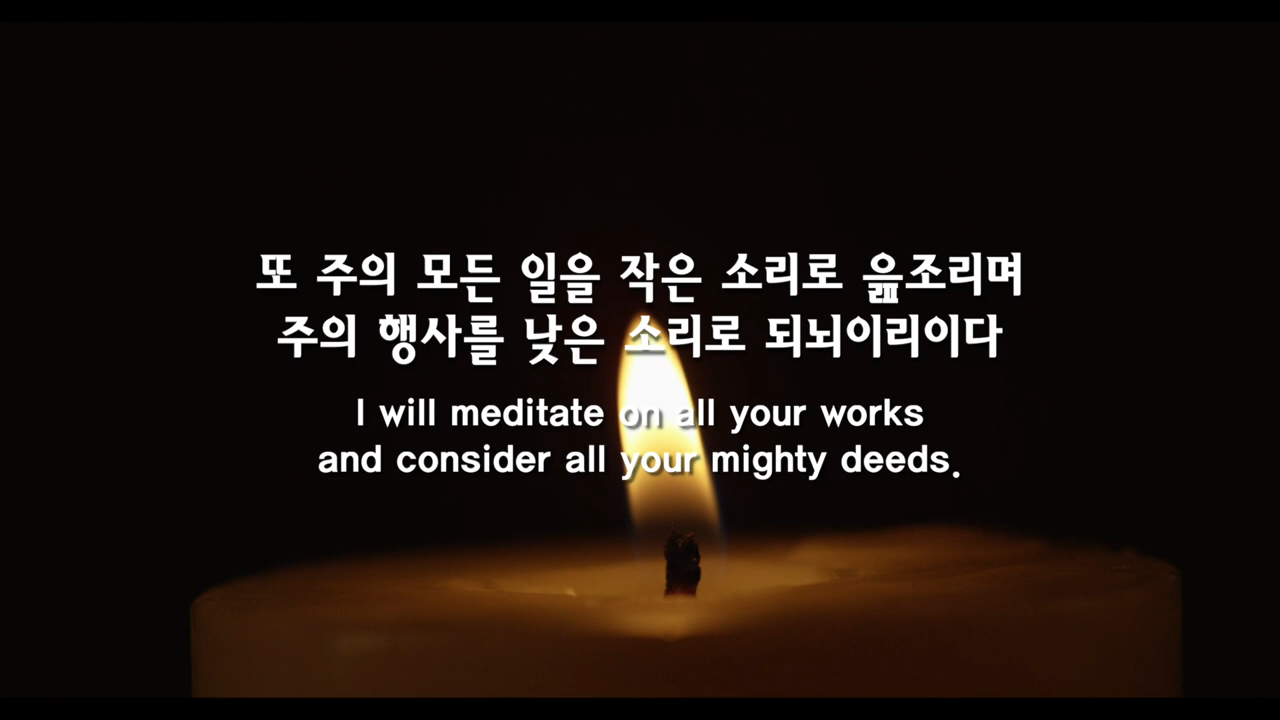 또 주의 모든 일을 작은 소리로 읊조리며
주의 행사를 낮은 소리로 되뇌이리이다
I will meditate on all your works
and consider all your mighty deeds.